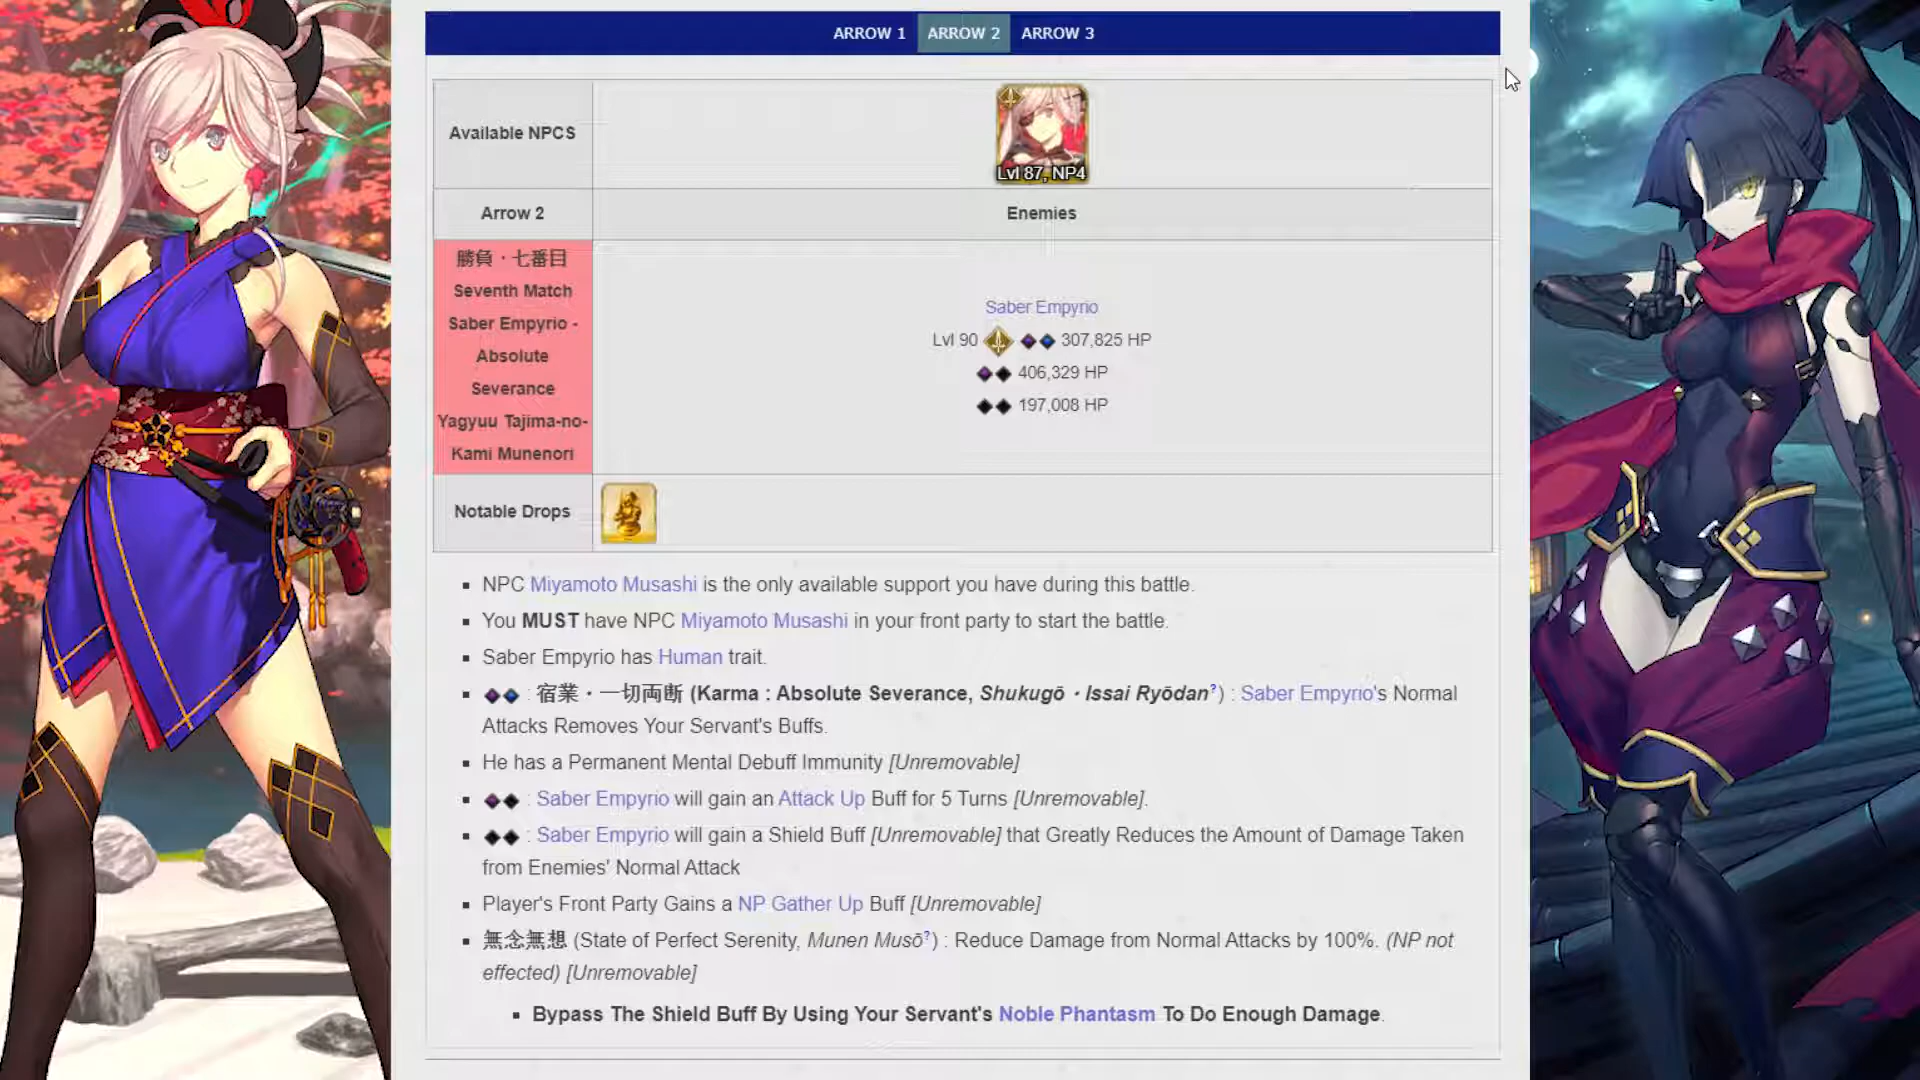 ARROW 1 ARROW 2 ARROW 3
Available NPCS
Lvl 87, NP4
Arrow 2 Enemies
勝負・七番目
Seventh Match
Saber Empyrio -
Absolute
Severance
Yagyuu Tajima-no-
Kami Munenori
Saber Empyrio
Lvl 90 307,825 HP
406,329 HP
197,008 HP
Notable Drops
NPC Miyamoto Musashi is the only available support you have during this battle.
You MUST have NPC Miyamoto Musashi in your front party to start the battle.
Saber Empyrio has Human trait.
: 宿業・一切両断 (Karma : Absolute Severance, Shukugō・Issai Ryōdan?) : Saber Empyrio's Normal
Attacks Removes Your Servant's Buffs.
He has a Permanent Mental Debuff Immunity [Unremovable]
: Saber Empyrio will gain an Attack Up Buff for 5 Turns [Unremovable].
: Saber Empyrio will gain a Shield Buff [Unremovable] that Greatly Reduces the Amount of Damage Taken
from Enemies' Normal Attack
Player's Front Party Gains a NP Gather Up Buff [Unremovable]
無念無想 (State of Perfect Serenity, Munen Musō?) : Reduce Damage from Normal Attacks by 100%. (NP not
effected) [Unremovable]
Bypass The Shield Buff By Using Your Servant's Noble Phantasm To Do Enough Damage.